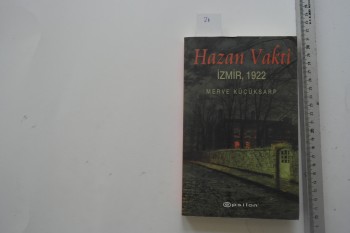 Hazan Vakti
İZMİR, 1922
MERVE KÜÇÜKSARP
epsilon